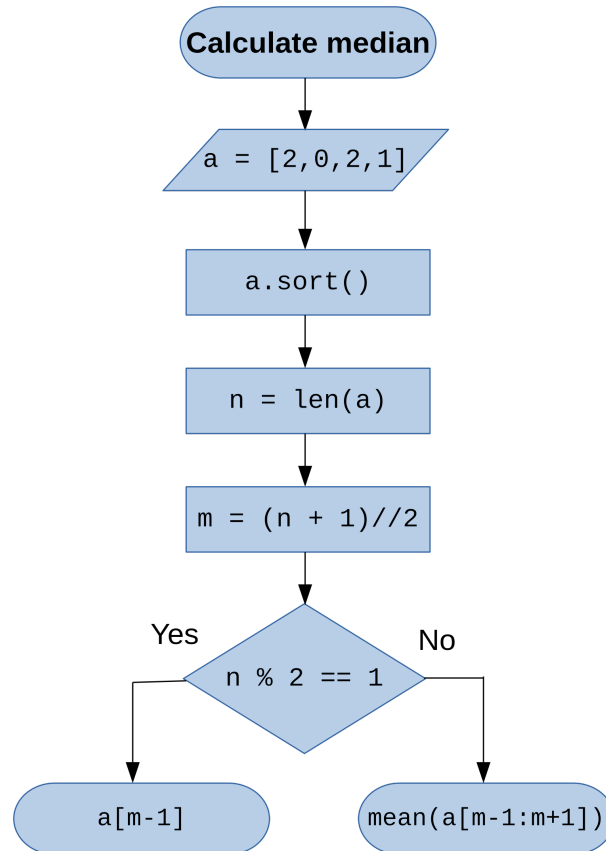 Calculate median
a = [2,0,2,1]
a.sort()
n = len(a)
m = (n + 1)//2
Yes
No
n % 2 == 1
a[m-1]
mean(a[m-1:m+1])